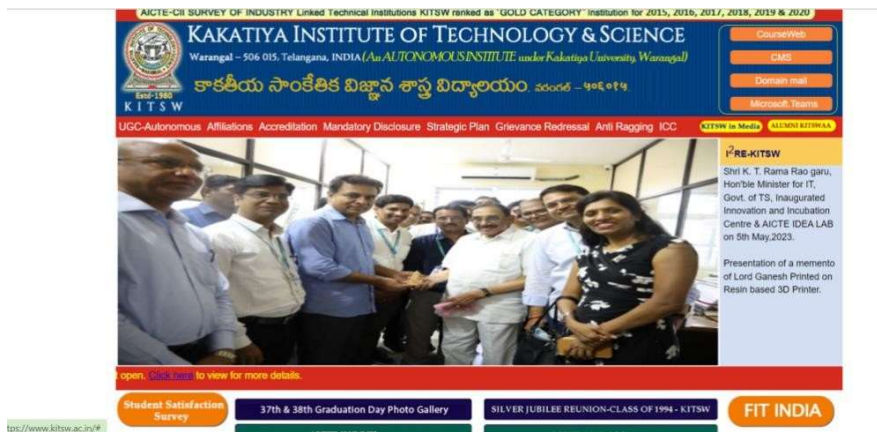 AICTE-CII SURVEY OF INDUSTRY Linked Technical Institutions KITSW ranked as "GOLD CATEGORY" Institution for 2015, 2016, 2017, 2018, 2019 & 2020
KAKATIYA INSTITUTE OF TECHNOLOGY & SCIENCE
Warangal – 506 015, Telangana, INDIA (An AUTONOMOUS INSTITUTE under Kakatiya University, Warangal)
కాకతీయ సాంకేతిక విజ్ఞాన శాస్త్ర విద్యాలయం. వరంగల్ – ౫౦౬ ౦౧౫
Estd-1980
KITSW
CourseWeb
CMS
Domain mail
Microsoft Teams
UGC-Autonomous Affiliations Accreditation Mandatory Disclosure Strategic Plan Grievance Redressal Anti Ragging ICC KITSW in Media ALUMNI KITSWAA
I²RE-KITSW
Shri K. T. Rama Rao garu,
Hon'ble Minister for IT,
Govt. of TS, Inaugurated
Innovation and Incubation
Centre & AICTE IDEA LAB
on 5th May,2023.
Presentation of a memento
of Lord Ganesh Printed on
Resin based 3D Printer.
t open. Click here to view for more details.
Student Satisfaction
Survey
37th & 38th Graduation Day Photo Gallery
SILVER JUBILEE REUNION-CLASS OF 1994 - KITSW
FIT INDIA
tps://www.kitsw.ac.in/#